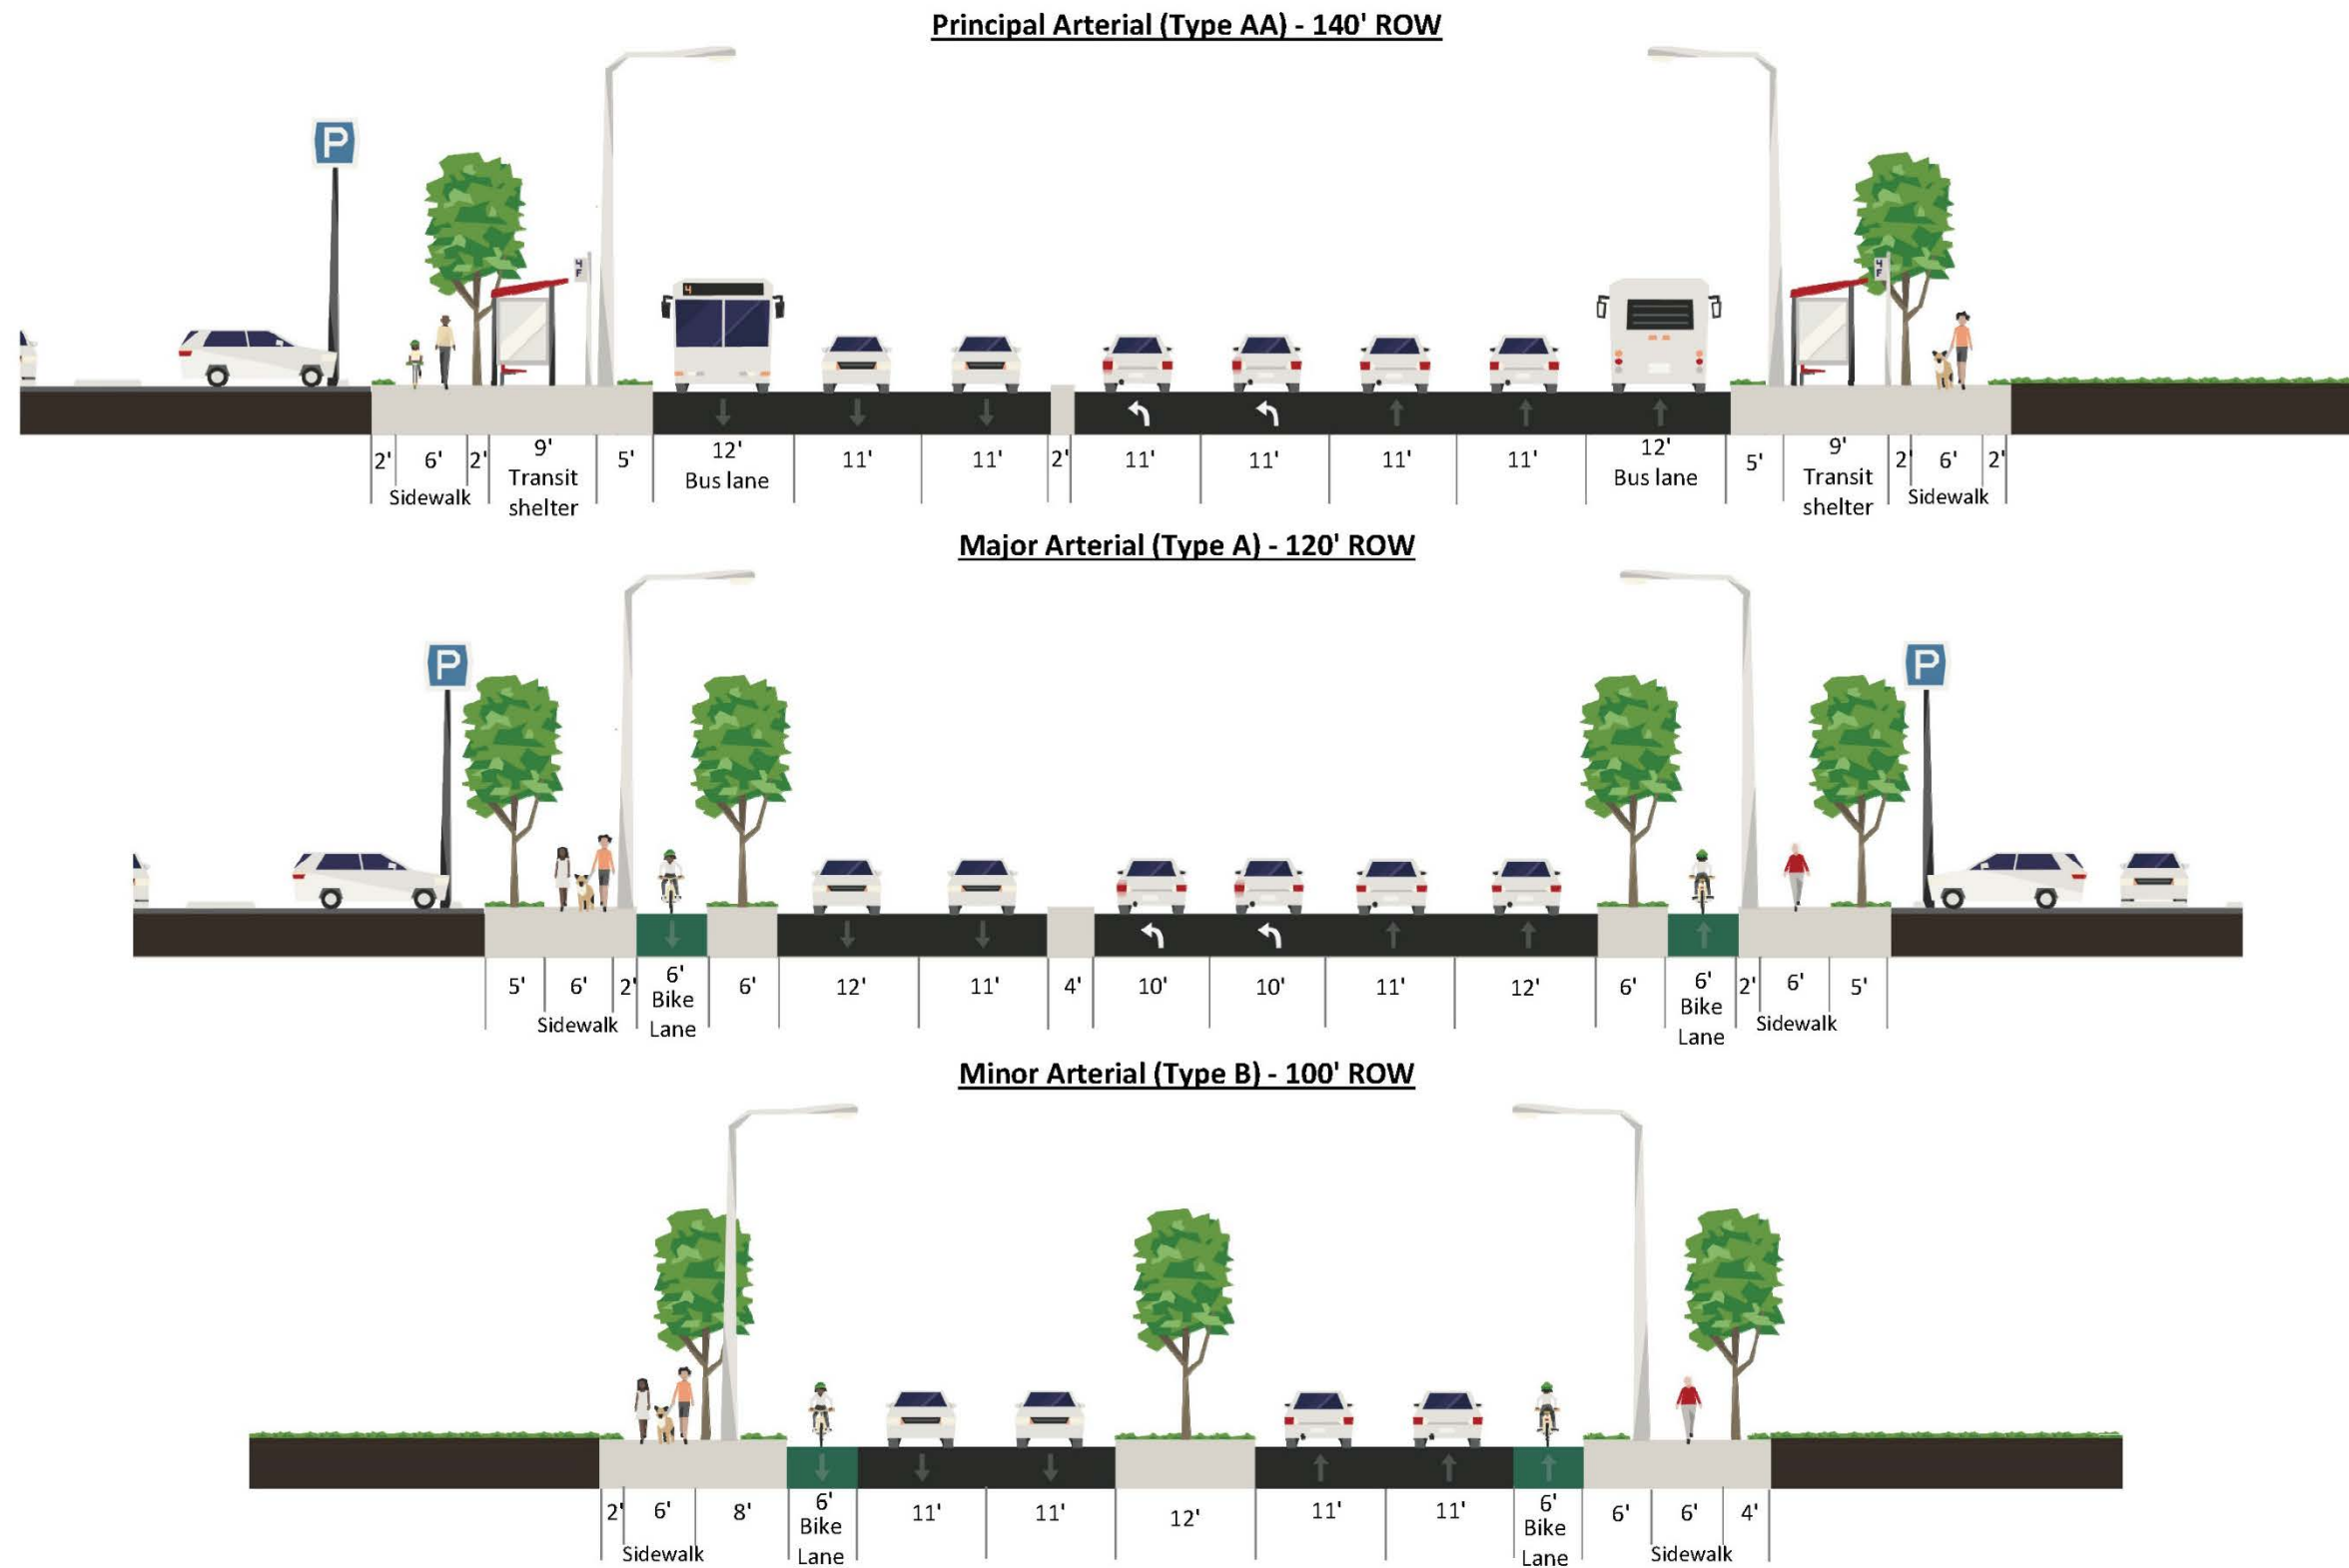 Principal Arterial (Type AA) - 140' ROW
P
4
F
4
4
F
2' 6' 2' 9' 5' 12' 11' 11' 2' 11' 11' 11' 11' 12' 5' 9' 2' 6' 2'
Sidewalk Transit shelter Bus lane Bus lane Transit shelter Sidewalk
Major Arterial (Type A) - 120' ROW
P P
5' 6' 2' 6' 6' 12' 11' 4' 10' 10' 11' 12' 6' 6' 2' 6' 5'
Sidewalk Bike Lane Bike Lane Sidewalk
Minor Arterial (Type B) - 100' ROW
2' 6' 8' 6' 11' 11' 12' 11' 11' 6' 6' 6' 4'
Sidewalk Bike Lane Bike Lane Sidewalk